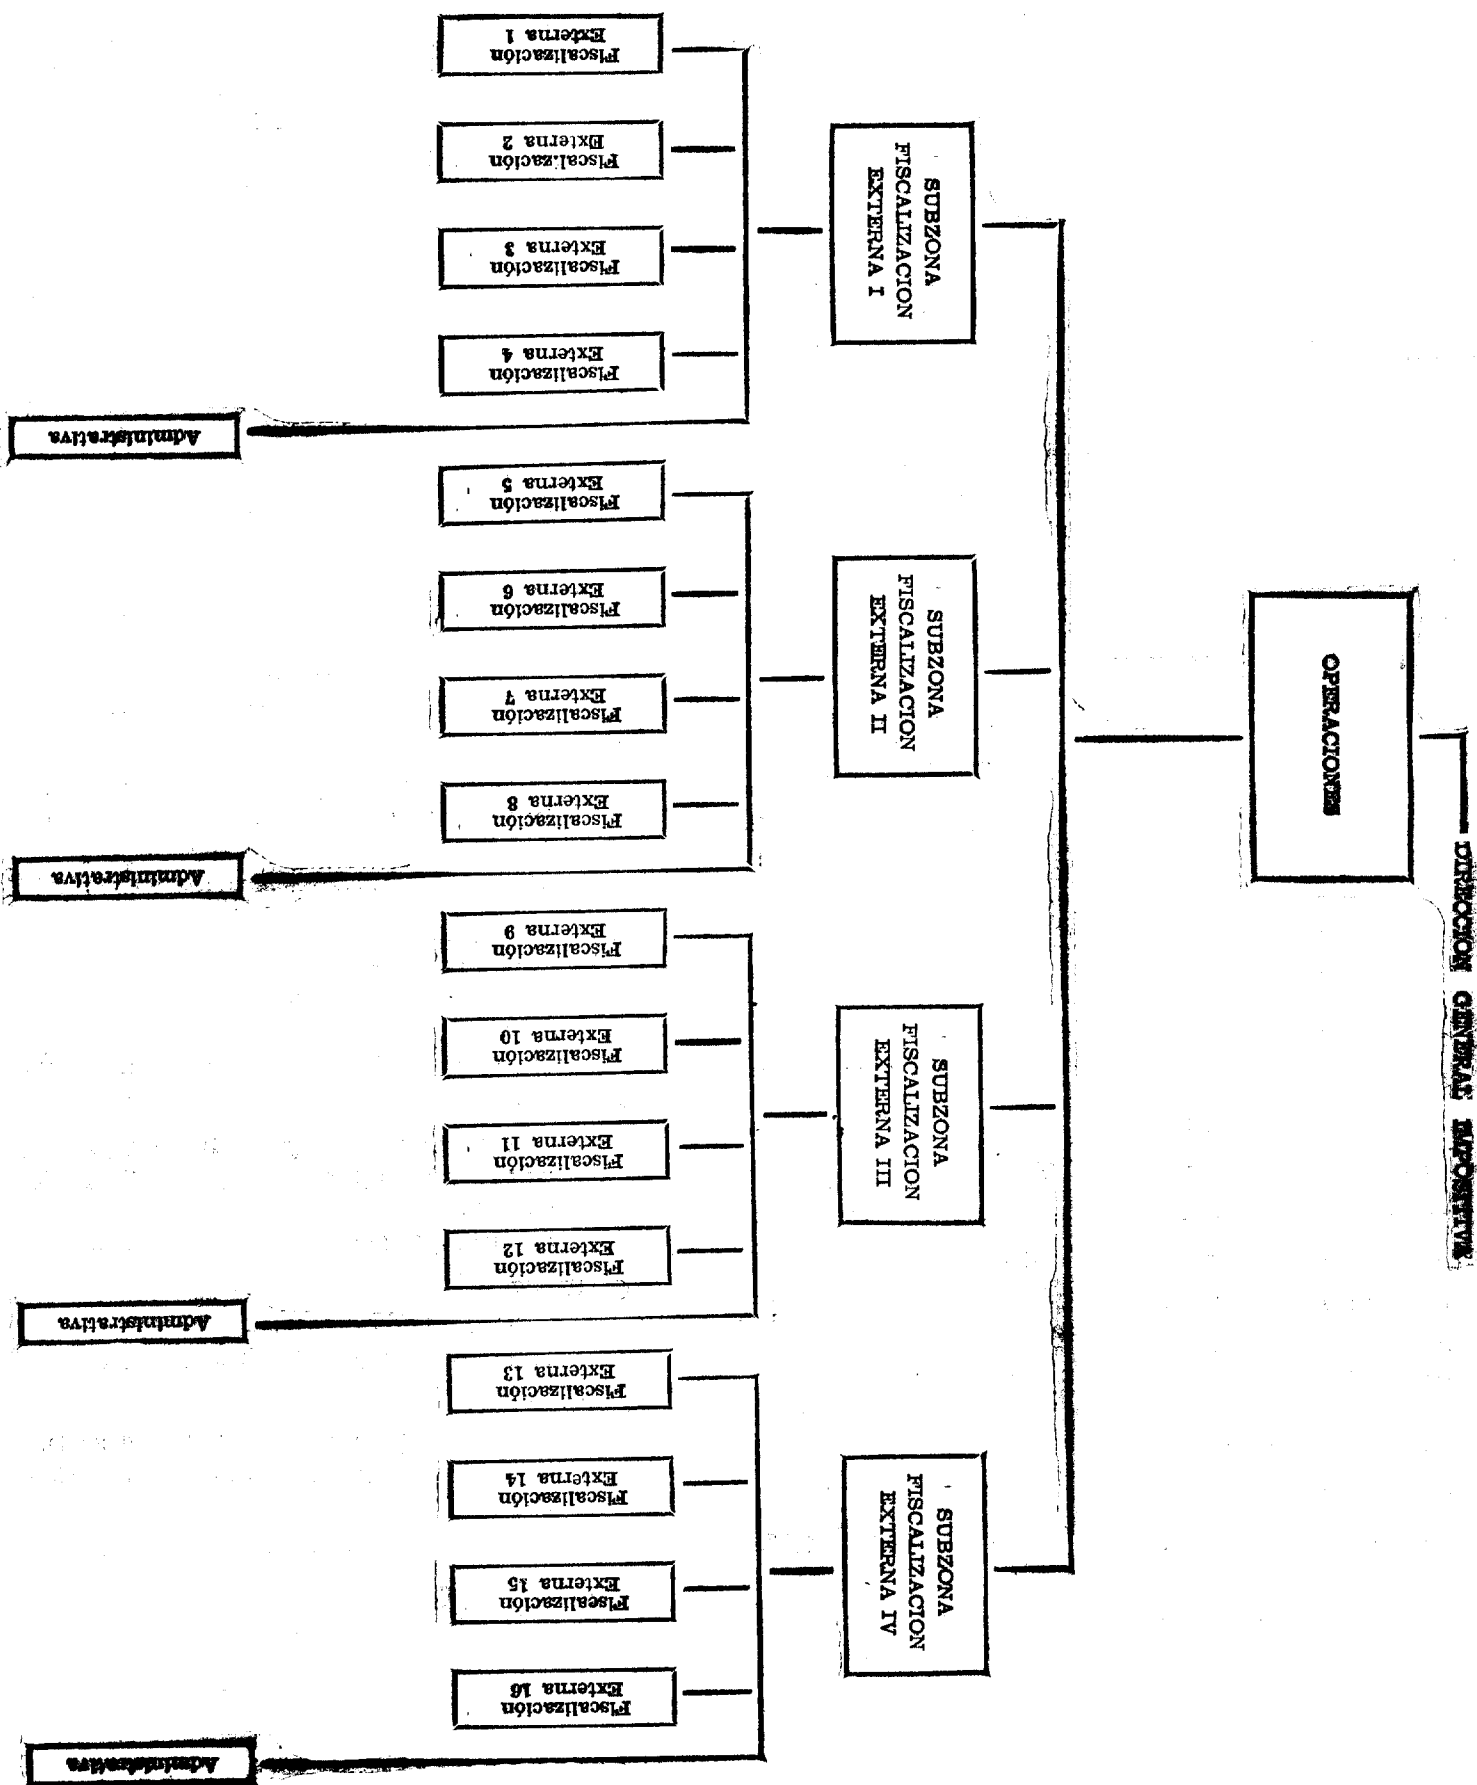 DIRECCION GENERAL IMPOSITIVA
OPERACIONES
SUBZONA
FISCALIZACION
EXTERNA I
SUBZONA
FISCALIZACION
EXTERNA II
SUBZONA
FISCALIZACION
EXTERNA III
SUBZONA
FISCALIZACION
EXTERNA IV
Fiscalización
Externa 1
Fiscalización
Externa 2
Fiscalización
Externa 3
Fiscalización
Externa 4
Administrativa
Fiscalización
Externa 5
Fiscalización
Externa 6
Fiscalización
Externa 7
Fiscalización
Externa 8
Administrativa
Fiscalización
Externa 9
Fiscalización
Externa 10
Fiscalización
Externa 11
Fiscalización
Externa 12
Administrativa
Fiscalización
Externa 13
Fiscalización
Externa 14
Fiscalización
Externa 15
Fiscalización
Externa 16
Administrativa